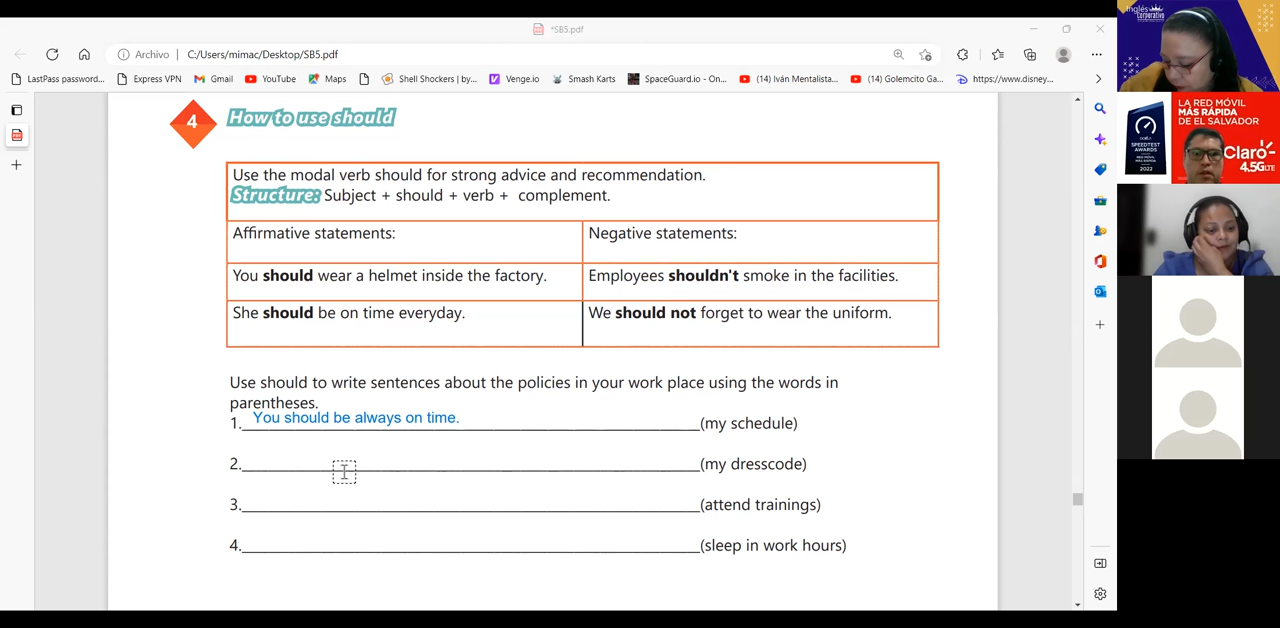 *SB5.pdf
Archivo C:/Users/mimac/Desktop/SB5.pdf
LastPass password... Express VPN Gmail YouTube Maps Shell Shockers | by... Venge.io Smash Karts SpaceGuard.io - On... (14) Iván Mentalista... (14) Golemcito Ga... https://www.disney...
4 How to use should
Use the modal verb should for strong advice and recommendation.
Structure: Subject + should + verb + complement.
Affirmative statements: Negative statements:
You should wear a helmet inside the factory. Employees shouldn't smoke in the facilities.
She should be on time everyday. We should not forget to wear the uniform.
Use should to write sentences about the policies in your work place using the words in
parentheses.
You should be always on time.
1. (my schedule)
2. (my dresscode)
3. (attend trainings)
4. (sleep in work hours)
Inglés
Corporativo
LA RED MÓVIL
MÁS RÁPIDA
DE EL SALVADOR
SPEEDTEST
AWARDS
2022
Claro
4.5G LTE